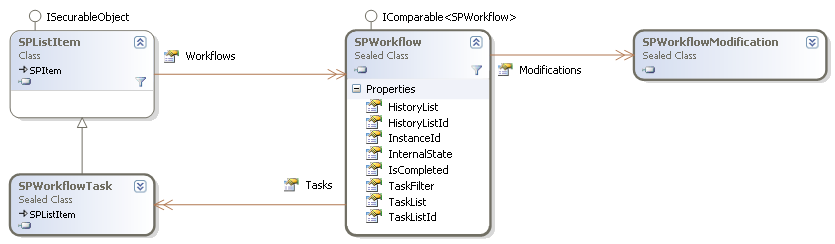 ISecurableObject
SPListItem
Class
SPItem
Workflows
IComparable<SPWorkflow>
SPWorkflow
Sealed Class
Properties
HistoryList
HistoryListId
InstanceId
InternalState
IsCompleted
TaskFilter
TaskList
TaskListId
Modifications
SPWorkflowModification
Sealed Class
SPWorkflowTask
Sealed Class
SPListItem
Tasks